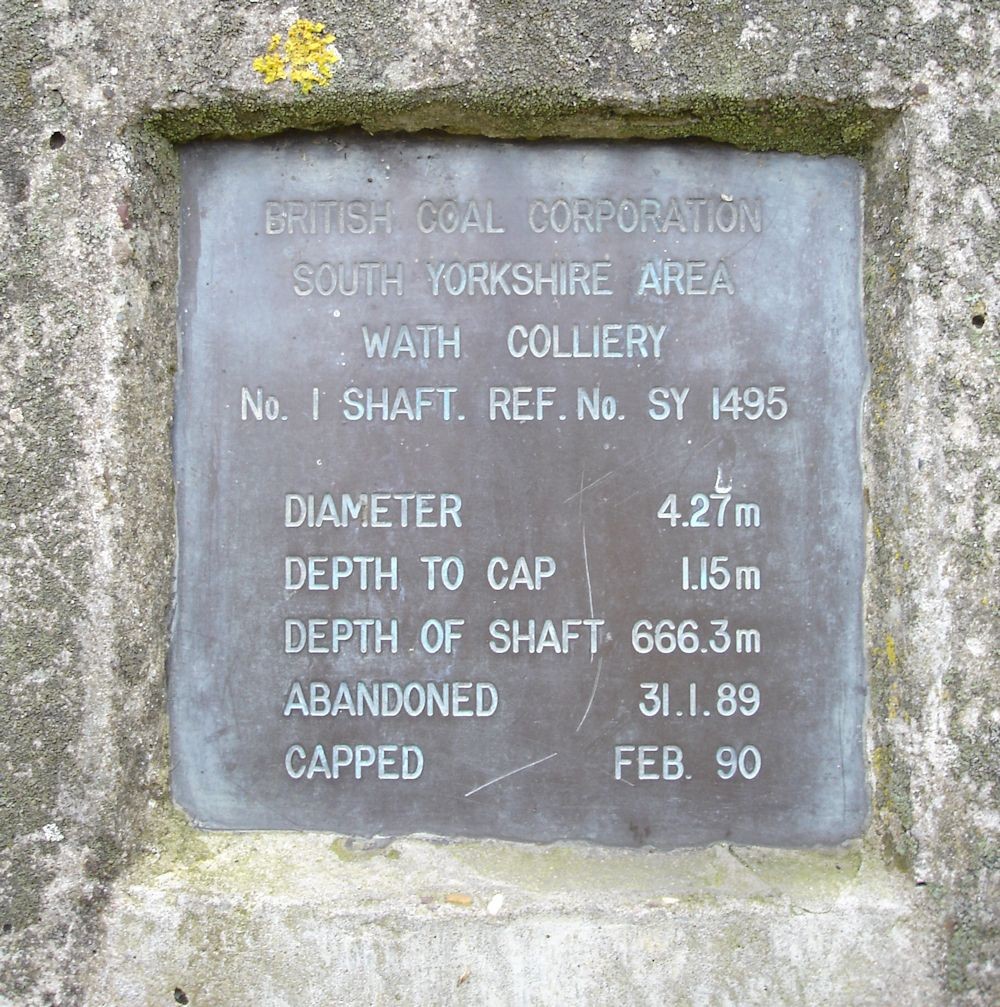 BRITISH COAL CORPORATION
SOUTH YORKSHIRE AREA
WATH COLLIERY
No. 1 SHAFT. REF. No. SY 1495
DIAMETER 4.27m
DEPTH TO CAP 1.15m
DEPTH OF SHAFT 666.3m
ABANDONED 31.1.89
CAPPED FEB. 90